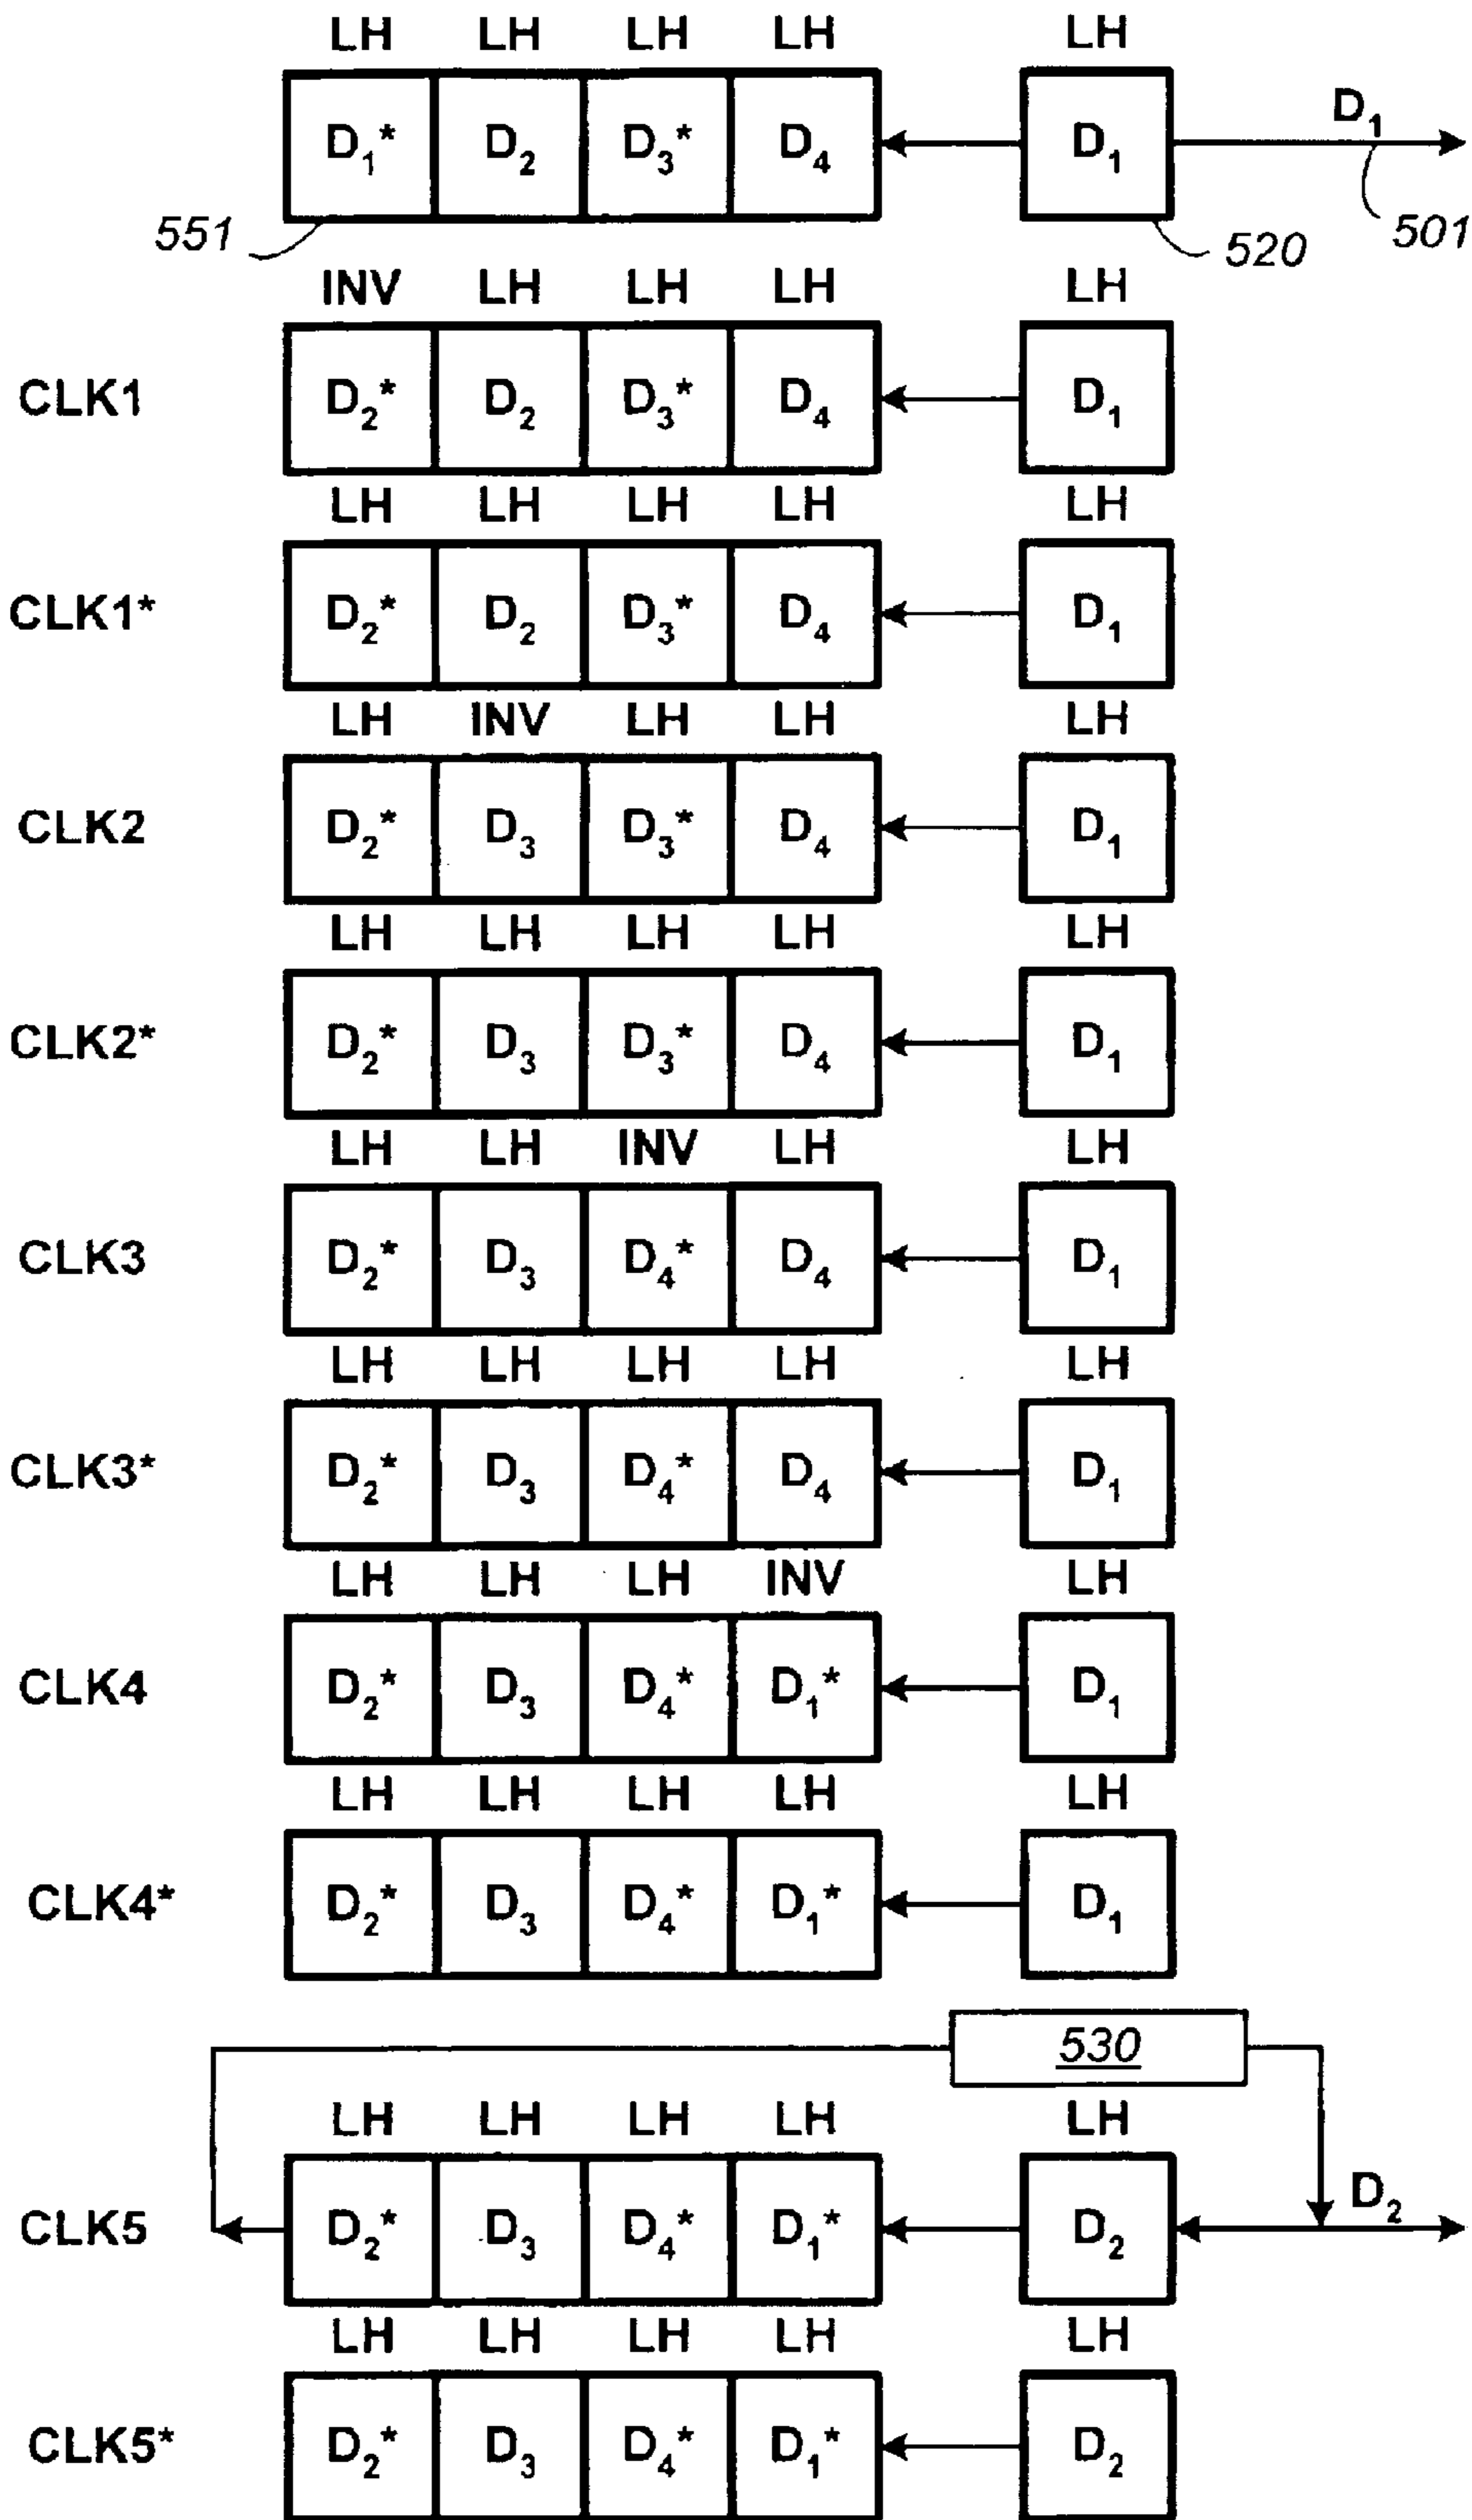 LH LH LH LH LH
D1* D2 D3* D4 D1 D1
551 520 501
INV LH LH LH LH
CLK1 D2* D2 D3* D4 D1
LH LH LH LH LH
CLK1* D2* D2 D3* D4 D1
LH INV LH LH LH
CLK2 D2* D3 D3* D4 D1
LH LH LH LH LH
CLK2* D2* D3 D3* D4 D1
LH LH INV LH LH
CLK3 D2* D3 D4* D4 D1
LH LH LH LH LH
CLK3* D2* D3 D4* D4 D1
LH LH LH INV LH
CLK4 D2* D3 D4* D1* D1
LH LH LH LH LH
CLK4* D2* D3 D4* D1* D1
530
LH LH LH LH LH
CLK5 D2* D3 D4* D1* D2 D2
LH LH LH LH LH
CLK5* D2* D3 D4* D1* D2